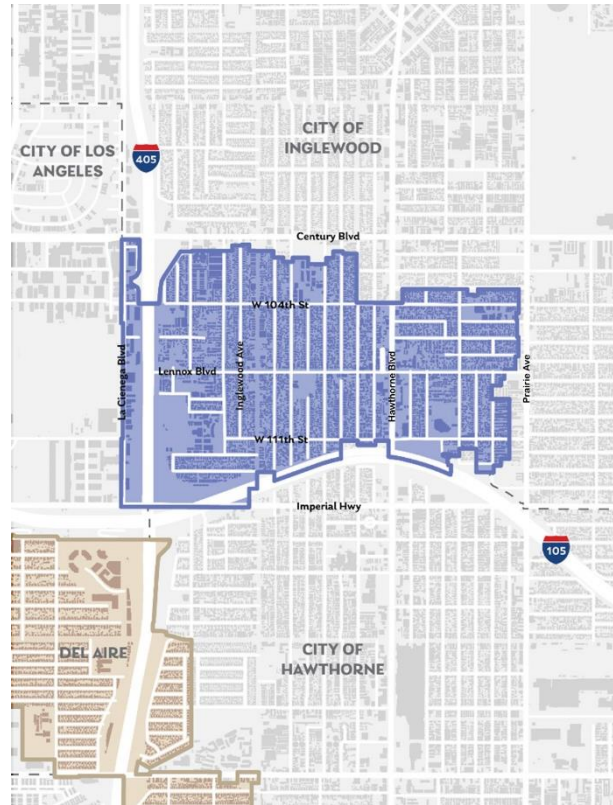 CITY OF LOS
ANGELES
405
CITY OF
INGLEWOOD
Century Blvd
W 104th St
La Cienega Blvd
Lennox Blvd
Inglewood Ave
Hawthorne Blvd
Prairie Ave
W 111th St
Imperial Hwy
105
DEL AIRE
CITY OF
HAWTHORNE